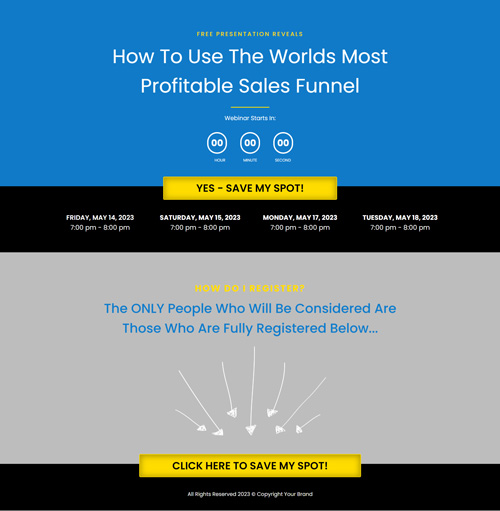 FREE PRESENTATION REVEALS
How To Use The Worlds Most
Profitable Sales Funnel
Webinar Starts In:
00 00 00
HOUR MINUTE SECOND
YES - SAVE MY SPOT!
FRIDAY, MAY 14, 2023 SATURDAY, MAY 15, 2023 MONDAY, MAY 17, 2023 TUESDAY, MAY 18, 2023
7:00 pm - 8:00 pm 7:00 pm - 8:00 pm 7:00 pm - 8:00 pm 7:00 pm - 8:00 pm
HOW DO I REGISTER?
The ONLY People Who Will Be Considered Are
Those Who Are Fully Registered Below...
CLICK HERE TO SAVE MY SPOT!
All Rights Reserved 2023 © Copyright Your Brand